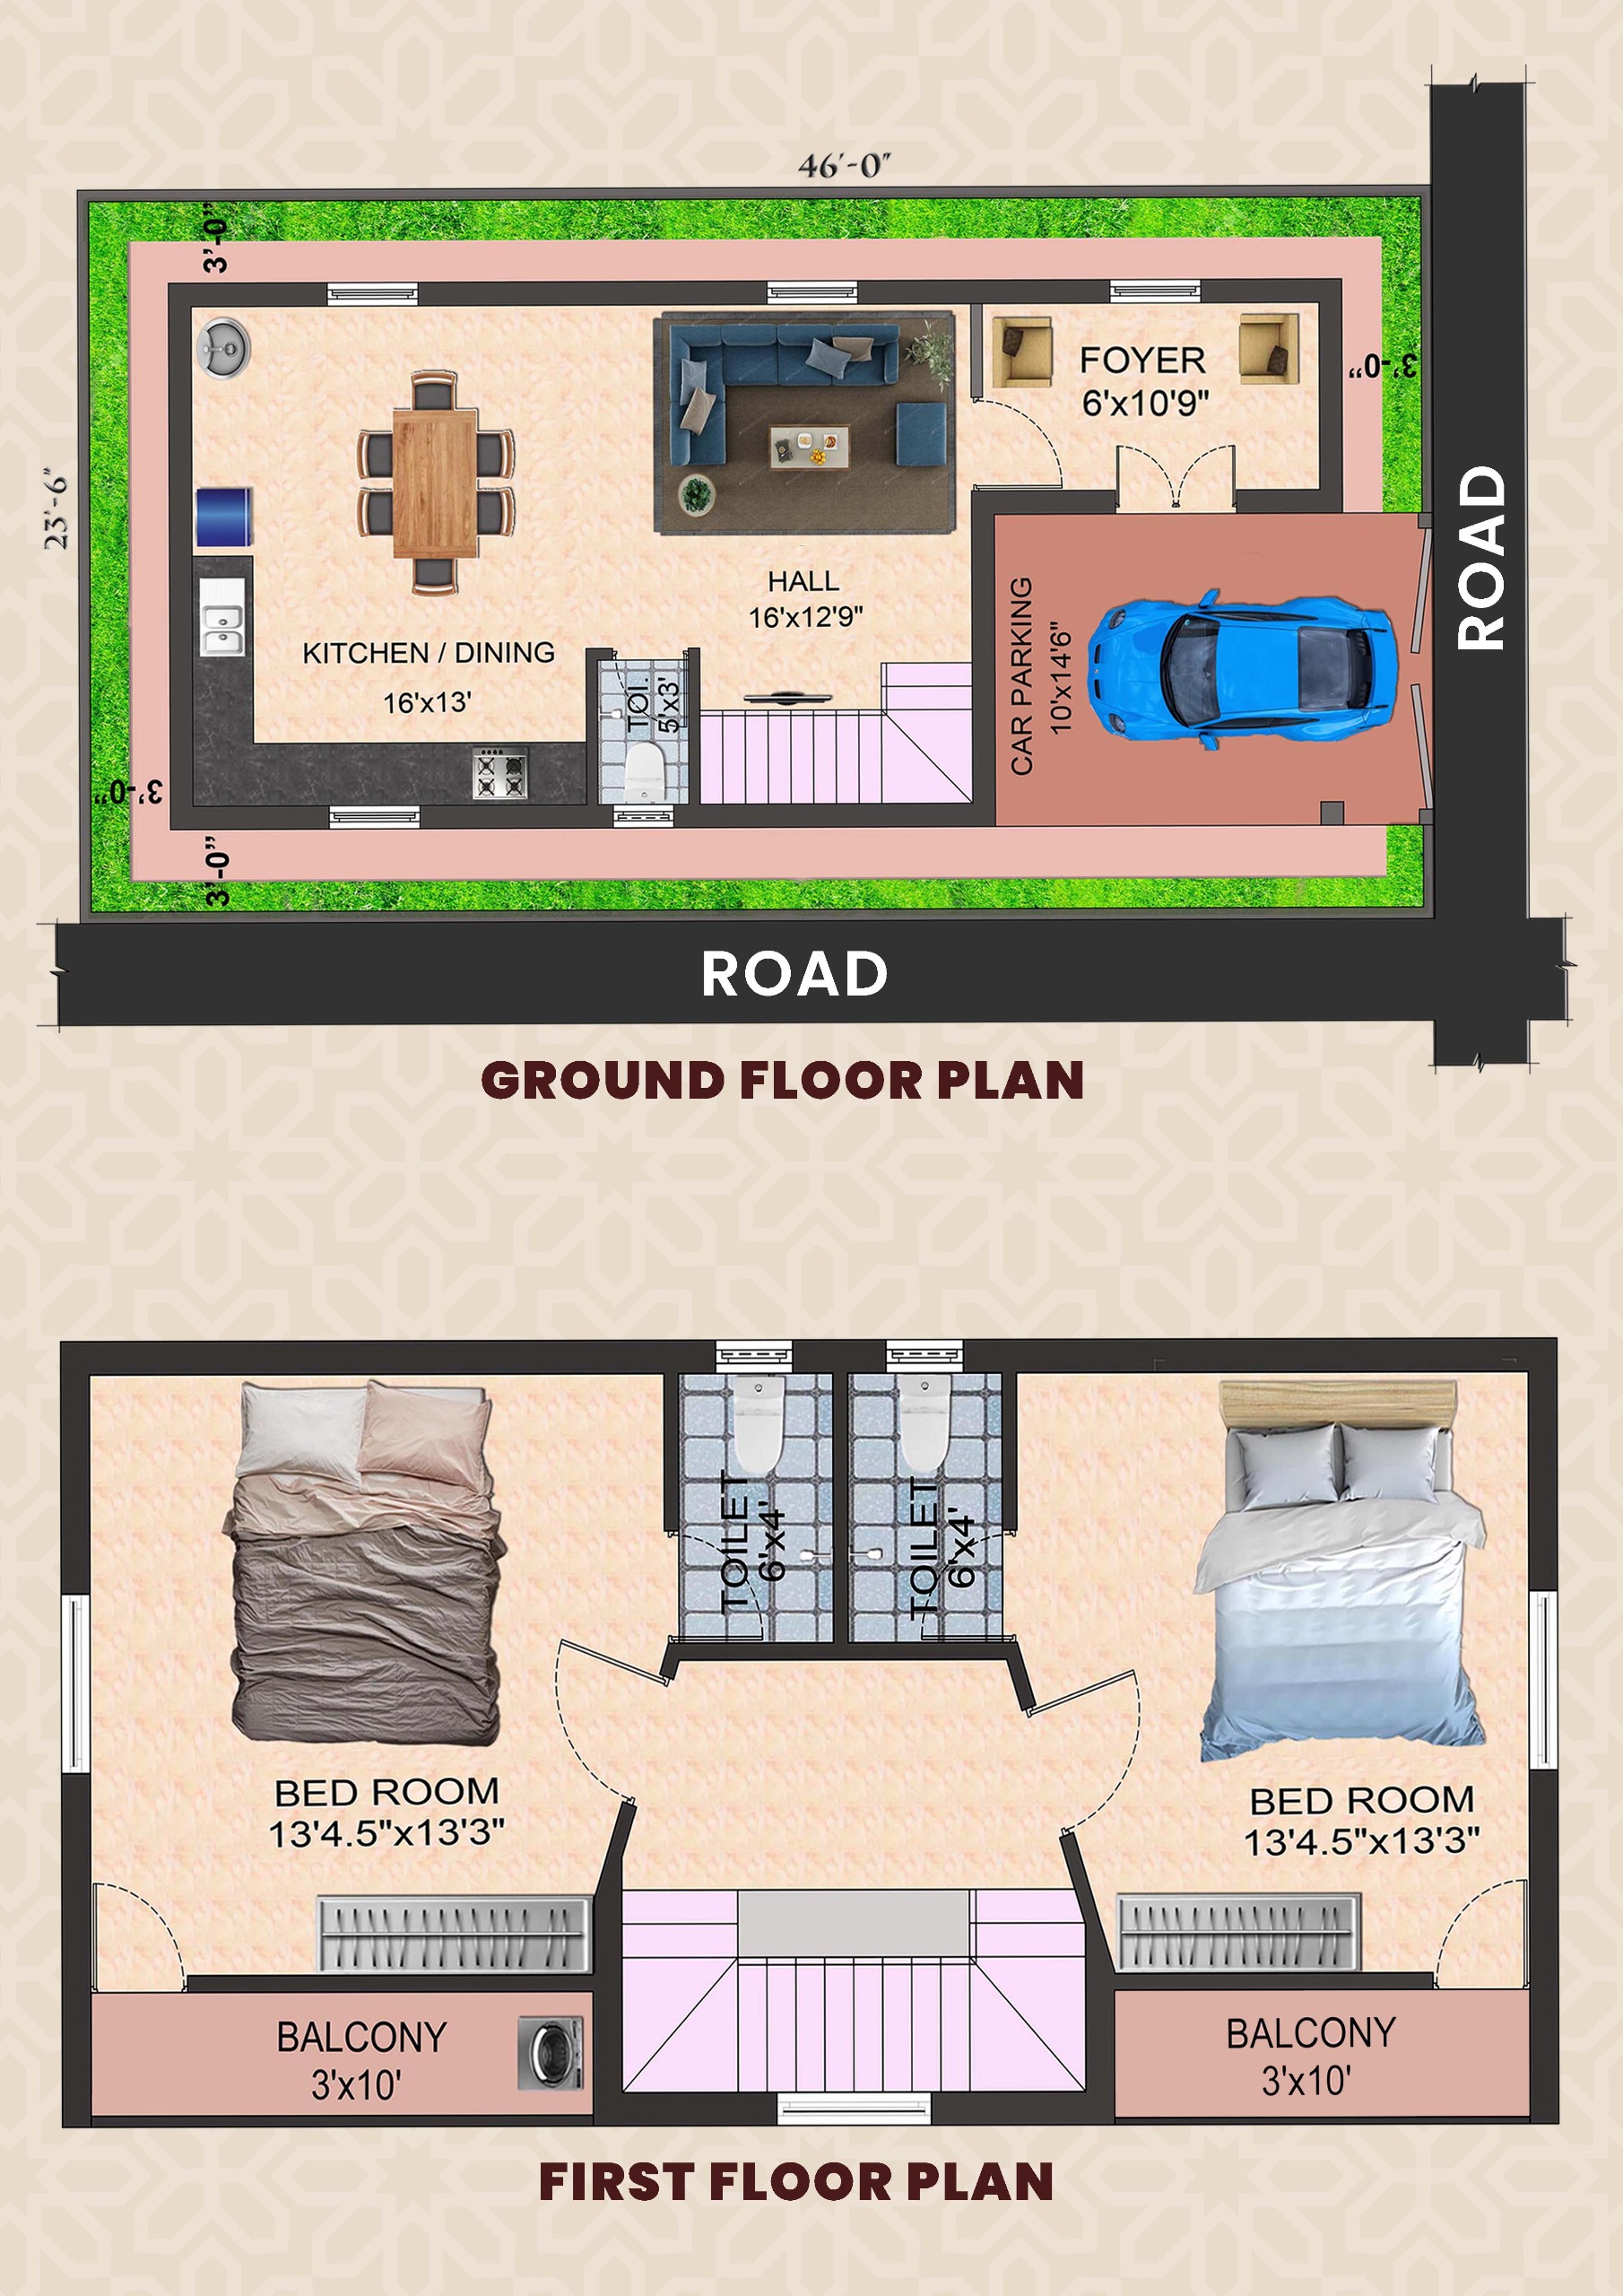 46'-0"
3'-0"
FOYER
6'x10'9"
3'-0"
23'-6"
ROAD
HALL
16'x12'9"
CAR PARKING
10'x14'6"
KITCHEN / DINING
16'x13'
TOI.
5'x3'
3'-0"
3'-0"
ROAD
GROUND FLOOR PLAN
TOILET
6'x4'
TOILET
6'x4'
BED ROOM
13'4.5"x13'3"
BED ROOM
13'4.5"x13'3"
BALCONY
3'x10'
BALCONY
3'x10'
FIRST FLOOR PLAN